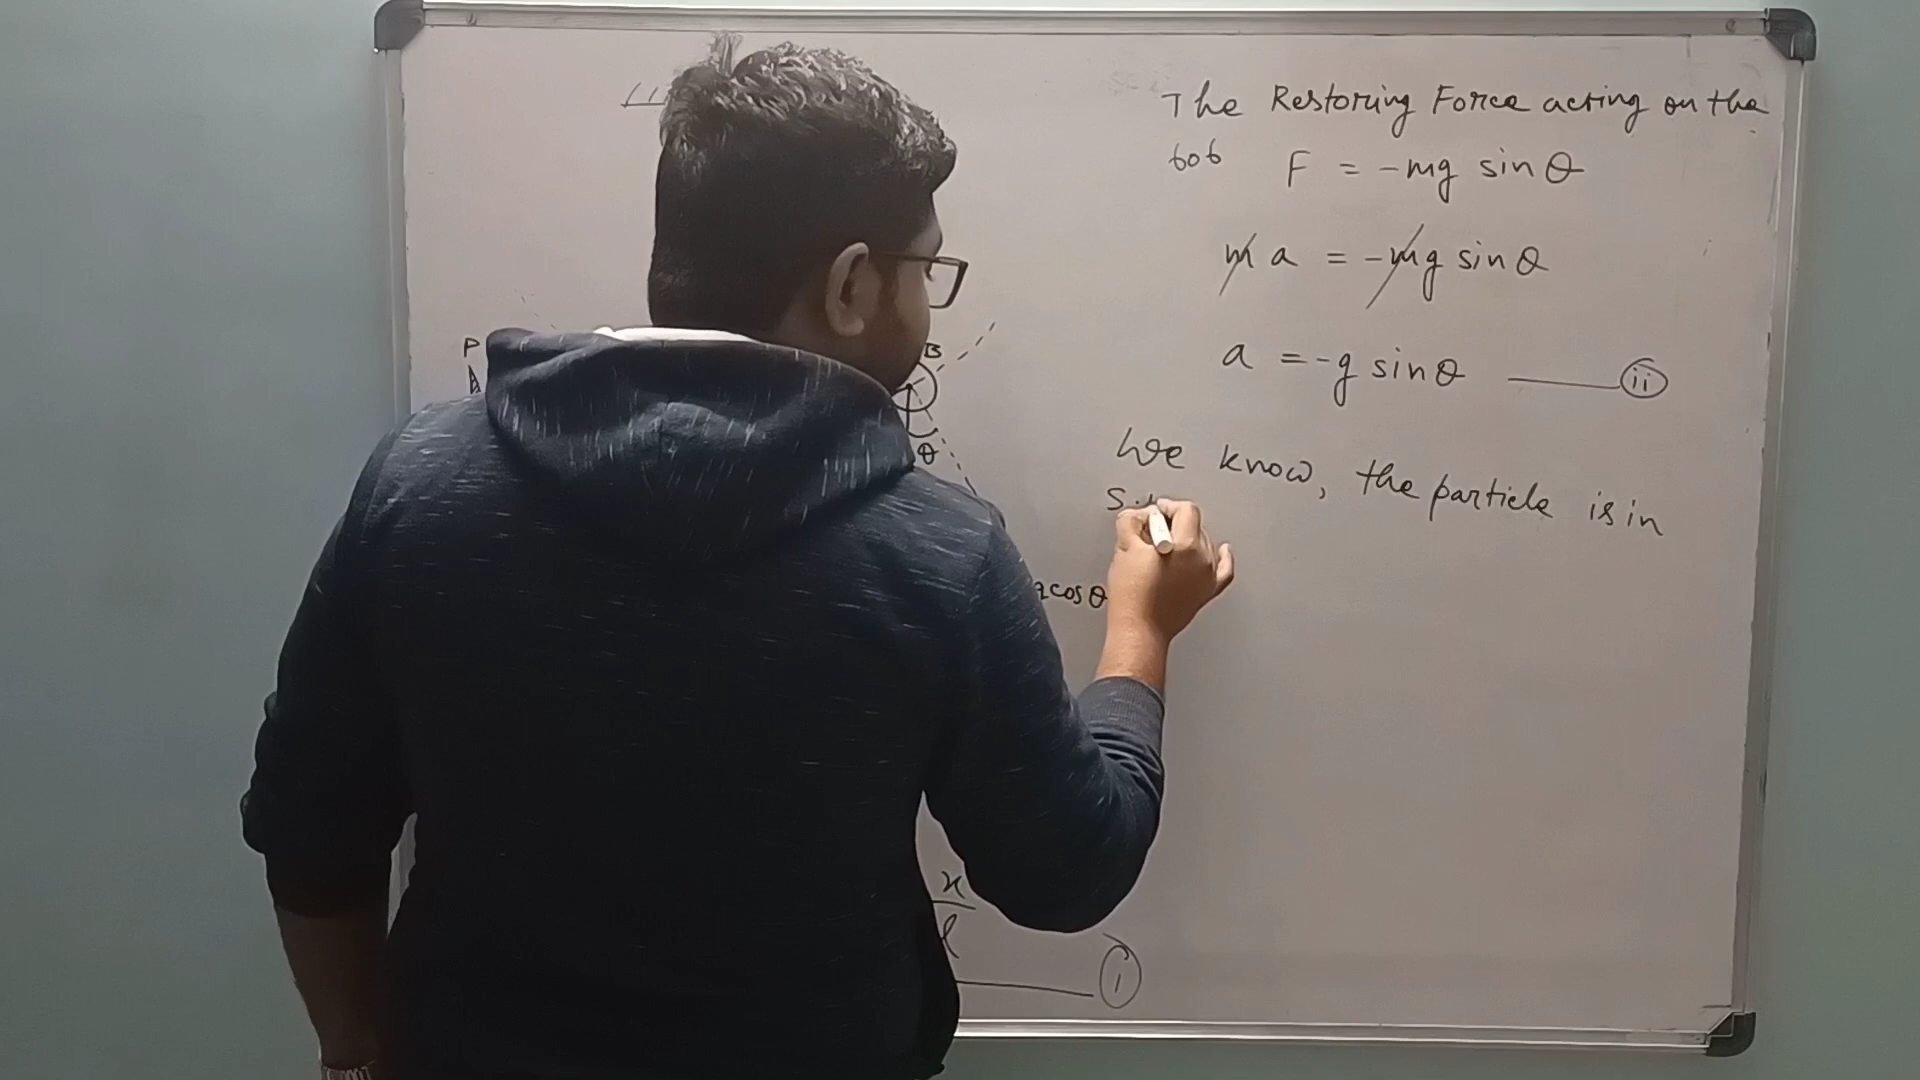 The Restoring Force acting on the
bob F = -mg sin θ
m a = -mg sin θ
a = -g sin θ ——— (ii)
We know, the particle is in
S.
P
B
θ
cos θ
x
l
——— (i)